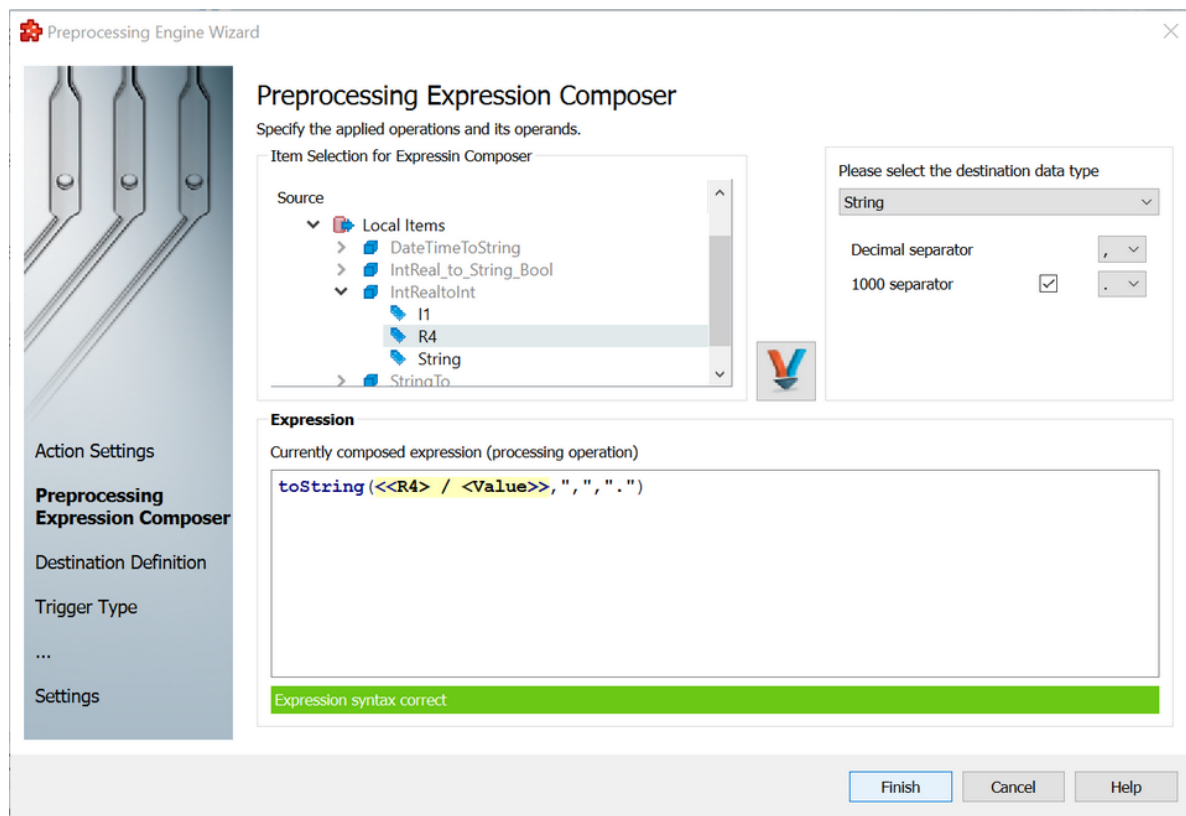 Preprocessing Engine Wizard
Preprocessing Expression Composer
Specify the applied operations and its operands.
Item Selection for Expressin Composer
Source
Local Items
DateTimeToString
IntReal_to_String_Bool
IntRealtoInt
I1
R4
String
StringTo
Please select the destination data type
String
Decimal separator ,
1000 separator .
Action Settings
Preprocessing
Expression Composer
Destination Definition
Trigger Type
...
Settings
Expression
Currently composed expression (processing operation)
toString(<<R4> / <Value>>,",",".")
Expression syntax correct
Finish Cancel Help